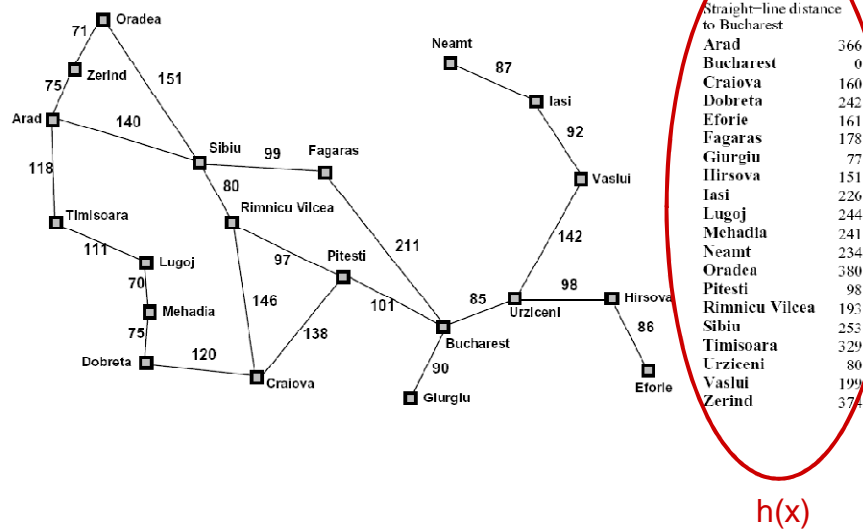 Oradea
71
Neamt
87
Zerind
151
75
Iasi
Arad
140
92
Sibiu
99
Fagaras
118
80
Vaslui
Rimnicu Vilcea
Timisoara
142
111
211
Lugoj
97
Pitesti
70
98
146
85
Hirsova
Mehadia
101
Urziceni
75
138
86
120
Bucharest
Dobreta
90
Craiova
Eforie
Giurgiu
Straight-line distance
to Bucharest
Arad 366
Bucharest 0
Craiova 160
Dobreta 242
Eforie 161
Fagaras 178
Giurgiu 77
Hirsova 151
Iasi 226
Lugoj 244
Mehadia 241
Neamt 234
Oradea 380
Pitesti 98
Rimnicu Vilcea 193
Sibiu 253
Timisoara 329
Urziceni 80
Vaslui 199
Zerind 374
h(x)